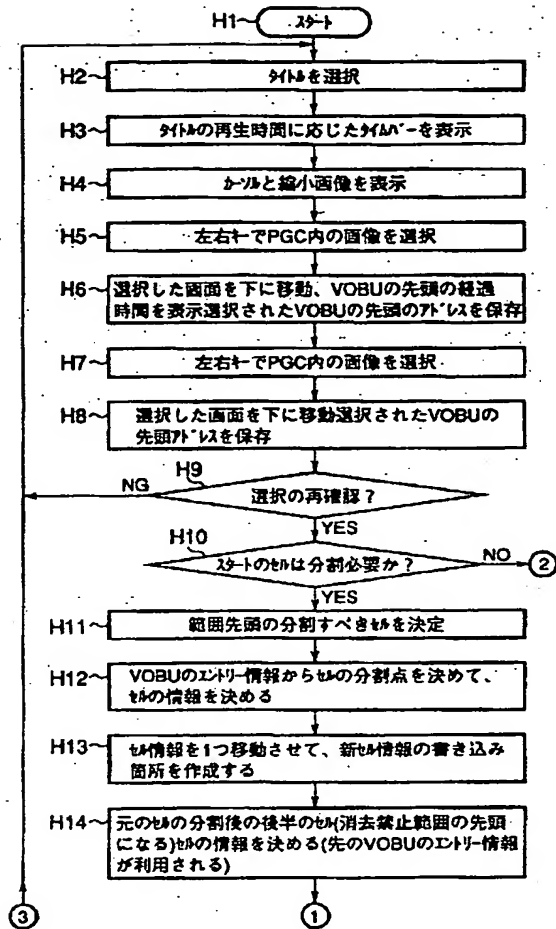 H1 スタート
H2 タイトルを選択
H3 タイトルの再生時間に応じたタイムバーを表示
H4 カーソルと縮小画像を表示
H5 左右キーでPGC内の画像を選択
H6 選択した画面を下に移動、VOBUの先頭の経過
時間を表示選択されたVOBUの先頭のアドレスを保存
H7 左右キーでPGC内の画像を選択
H8 選択した画面を下に移動選択されたVOBUの
先頭アドレスを保存
H9
NG 選択の再確認?
YES
H10
スタートのセルは分割必要か? NO 2
YES
H11 範囲先頭の分割すべきセルを決定
H12 VOBUのエントリー情報からセルの分割点を決めて、
セルの情報を決める
H13 セル情報を1つ移動させて、新セル情報の書き込み
箇所を作成する
H14 元のセルの分割後の後半のセル(消去禁止範囲の先頭
になる)セルの情報を決める(先のVOBUのエントリー情報
が利用される)
3 1